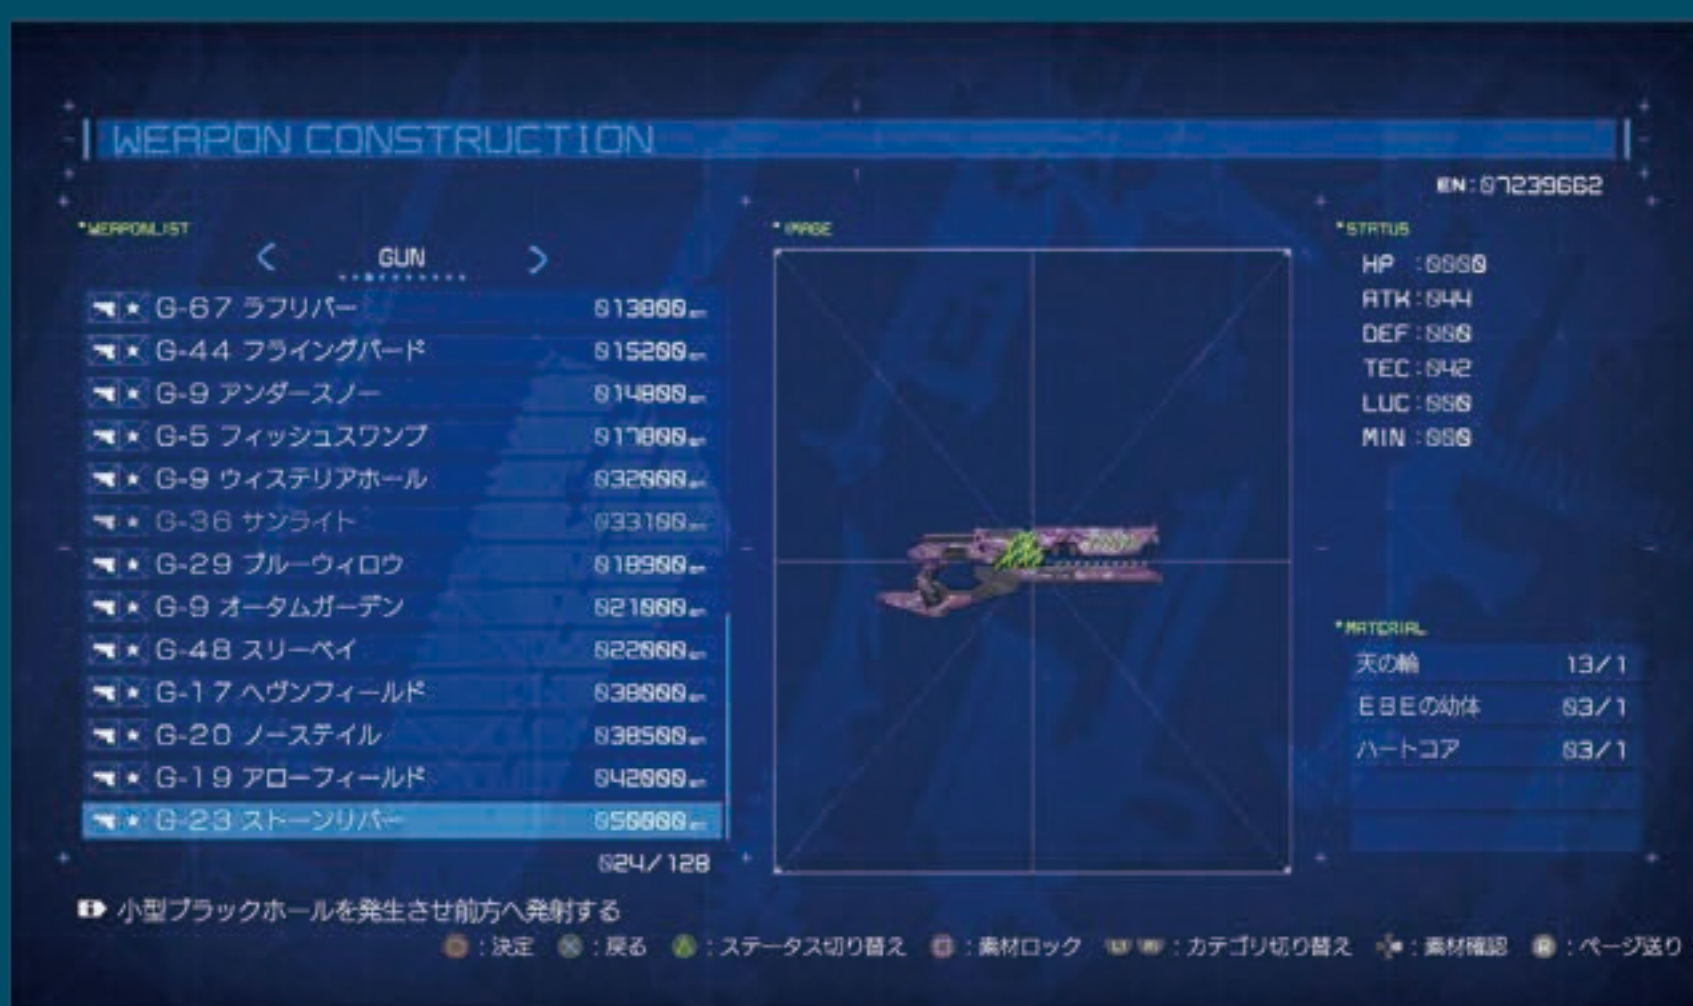 WEAPON CONSTRUCTION
EN:07239662
*WEAPONLIST
GUN
G-67 ラフリバー 013800
G-44 フライングバード 015200
G-9 アンダースノー 014800
G-5 フィッシュスワンプ 017800
G-9 ウィステリアホール 032000
G-36 サンライト 033100
G-29 ブルーウィロウ 018900
G-9 オータムガーデン 021000
G-48 スリーベイ 022000
G-17 ヘヴンフィールド 038000
G-20 ノーステイル 038500
G-19 アローフィールド 042000
G-23 ストーンリバー 050000
024/128
*IMAGE
*STATUS
HP :0000
ATK:044
DEF:000
TEC:042
LUC:000
MIN:000
*MATERIAL
天の輪 13/1
EBEの幼体 03/1
ハートコア 03/1
小型ブラックホールを発生させ前方へ発射する
:決定 :戻る :ステータス切り替え :素材ロック L1 R1 :カテゴリ切り替え :素材確認 R :ページ送り